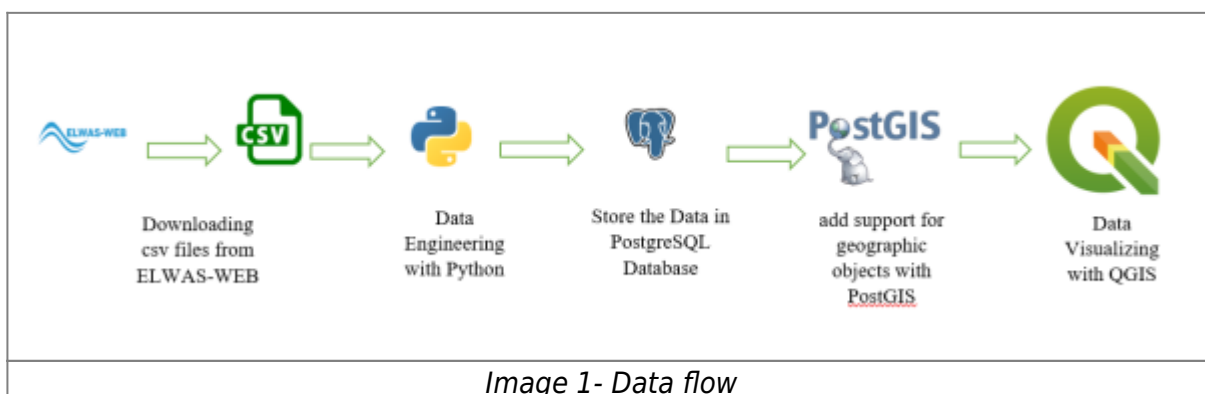 ELWAS-WEB
CSV
PostGIS
Downloading
csv files from
ELWAS-WEB
Data
Engineering
with Python
Store the Data in
PostgreSQL
Database
add support for
geographic
objects with
PostGIS
Data
Visualizing
with QGIS
Image 1- Data flow